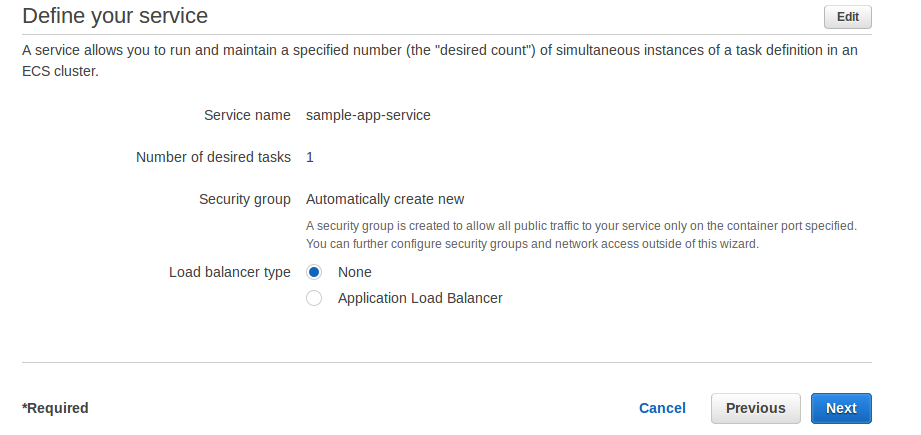 Define your service
Edit
A service allows you to run and maintain a specified number (the "desired count") of simultaneous instances of a task definition in an
ECS cluster.
Service name sample-app-service
Number of desired tasks 1
Security group Automatically create new
A security group is created to allow all public traffic to your service only on the container port specified.
You can further configure security groups and network access outside of this wizard.
Load balancer type None
Application Load Balancer
*Required Cancel Previous Next